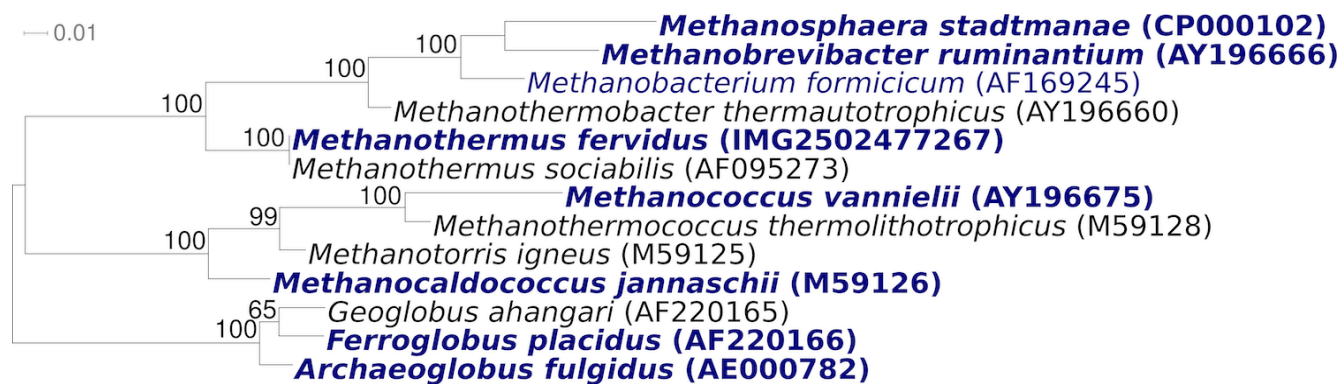 0.01
Methanosphaera stadtmanae (CP000102)
100
Methanobrevibacter ruminantium (AY196666)
100
Methanobacterium formicicum (AF169245)
100
Methanothermobacter thermautotrophicus (AY196660)
100
Methanothermus fervidus (IMG2502477267)
Methanothermus sociabilis (AF095273)
100
Methanococcus vannielii (AY196675)
99
Methanothermococcus thermolithotrophicus (M59128)
100
Methanotorris igneus (M59125)
Methanocaldococcus jannaschii (M59126)
65
Geoglobus ahangari (AF220165)
100
Ferroglobus placidus (AF220166)
Archaeoglobus fulgidus (AE000782)